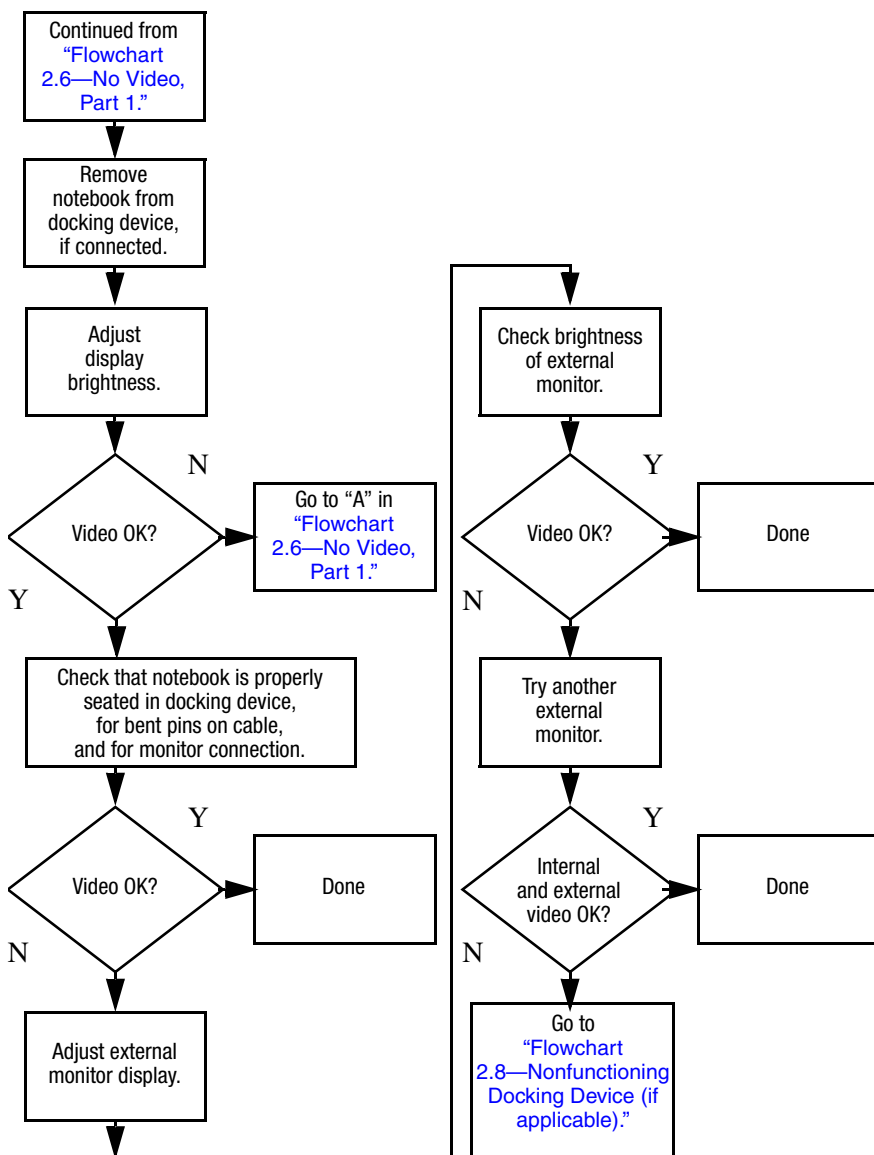 Continued from
“Flowchart
2.6—No Video,
Part 1.”
Remove
notebook from
docking device,
if connected.
Adjust
display
brightness.
N
Video OK?
Go to “A” in
“Flowchart
2.6—No Video,
Part 1.”
Y
Check that notebook is properly
seated in docking device,
for bent pins on cable,
and for monitor connection.
Y
Video OK?
Done
N
Adjust external
monitor display.
Check brightness
of external
monitor.
Y
Video OK?
Done
N
Try another
external
monitor.
Y
Internal
and external
video OK?
Done
N
Go to
“Flowchart
2.8—Nonfunctioning
Docking Device (if
applicable).”